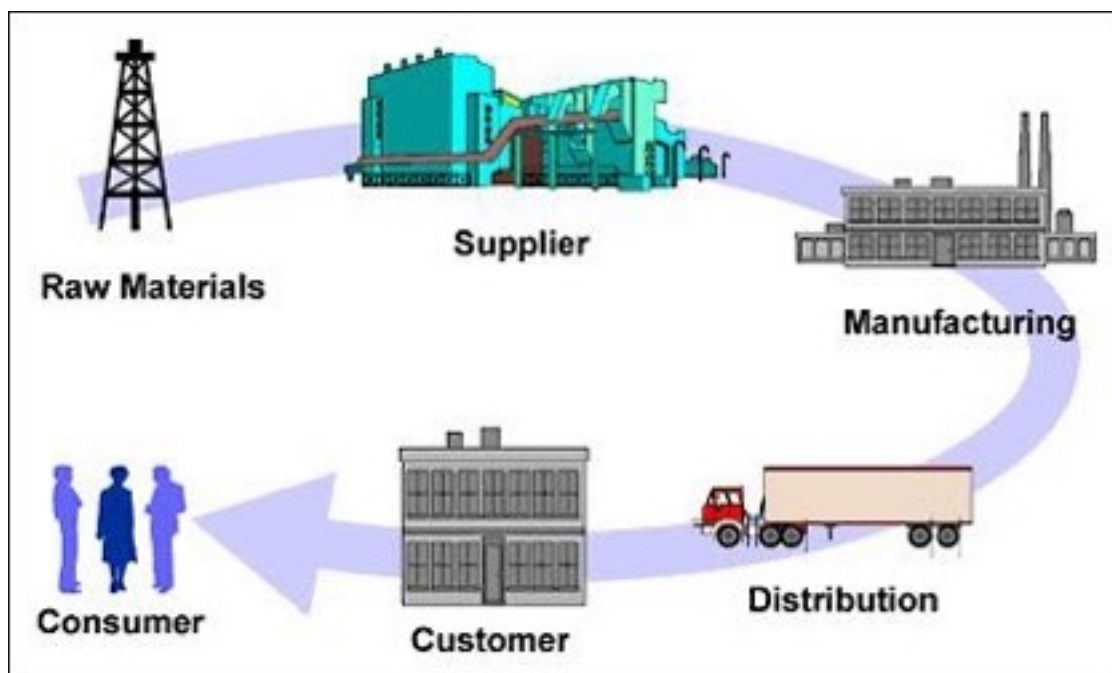 Raw Materials
Supplier
Manufacturing
Distribution
Customer
Consumer